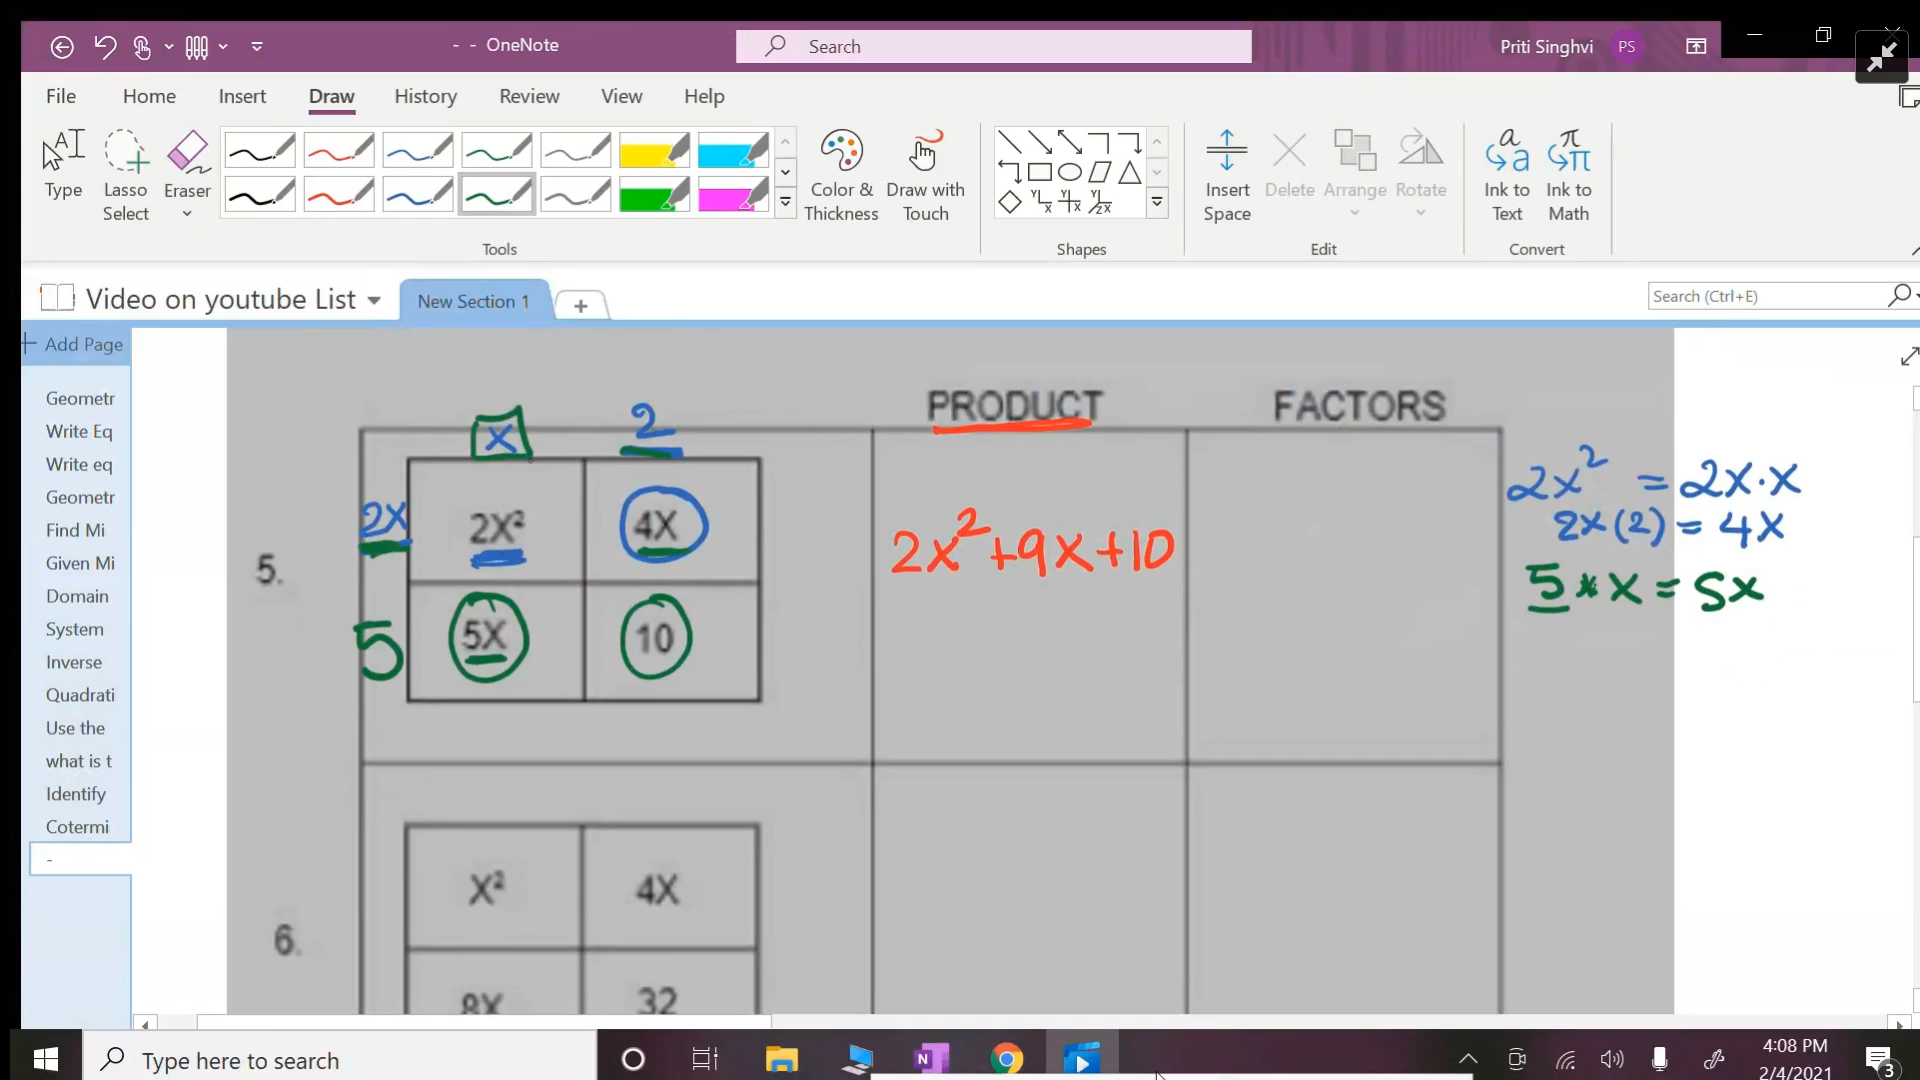 - - OneNote
Search
Priti Singhvi PS
File Home Insert Draw History Review View Help
Type
Lasso Select
Eraser
Color & Thickness
Draw with Touch
Insert Space
Delete
Arrange
Rotate
Ink to Text
Ink to Math
Tools
Shapes
Edit
Convert
Video on youtube List
New Section 1
+
Search (Ctrl+E)
+ Add Page
Geometr
Write Eq
Write eq
Geometr
Find Mi
Given Mi
Domain
System
Inverse
Quadrati
Use the
what is t
Identify
Cotermi
-
PRODUCT FACTORS
x 2
2x 2X² 4X
5. 5 5X 10
2x²+9x+10
2x² = 2x·x
2x(2) = 4x
5 * x = 5x
6. X² 4X
8X 32
Type here to search
4:08 PM
2/4/2021
3